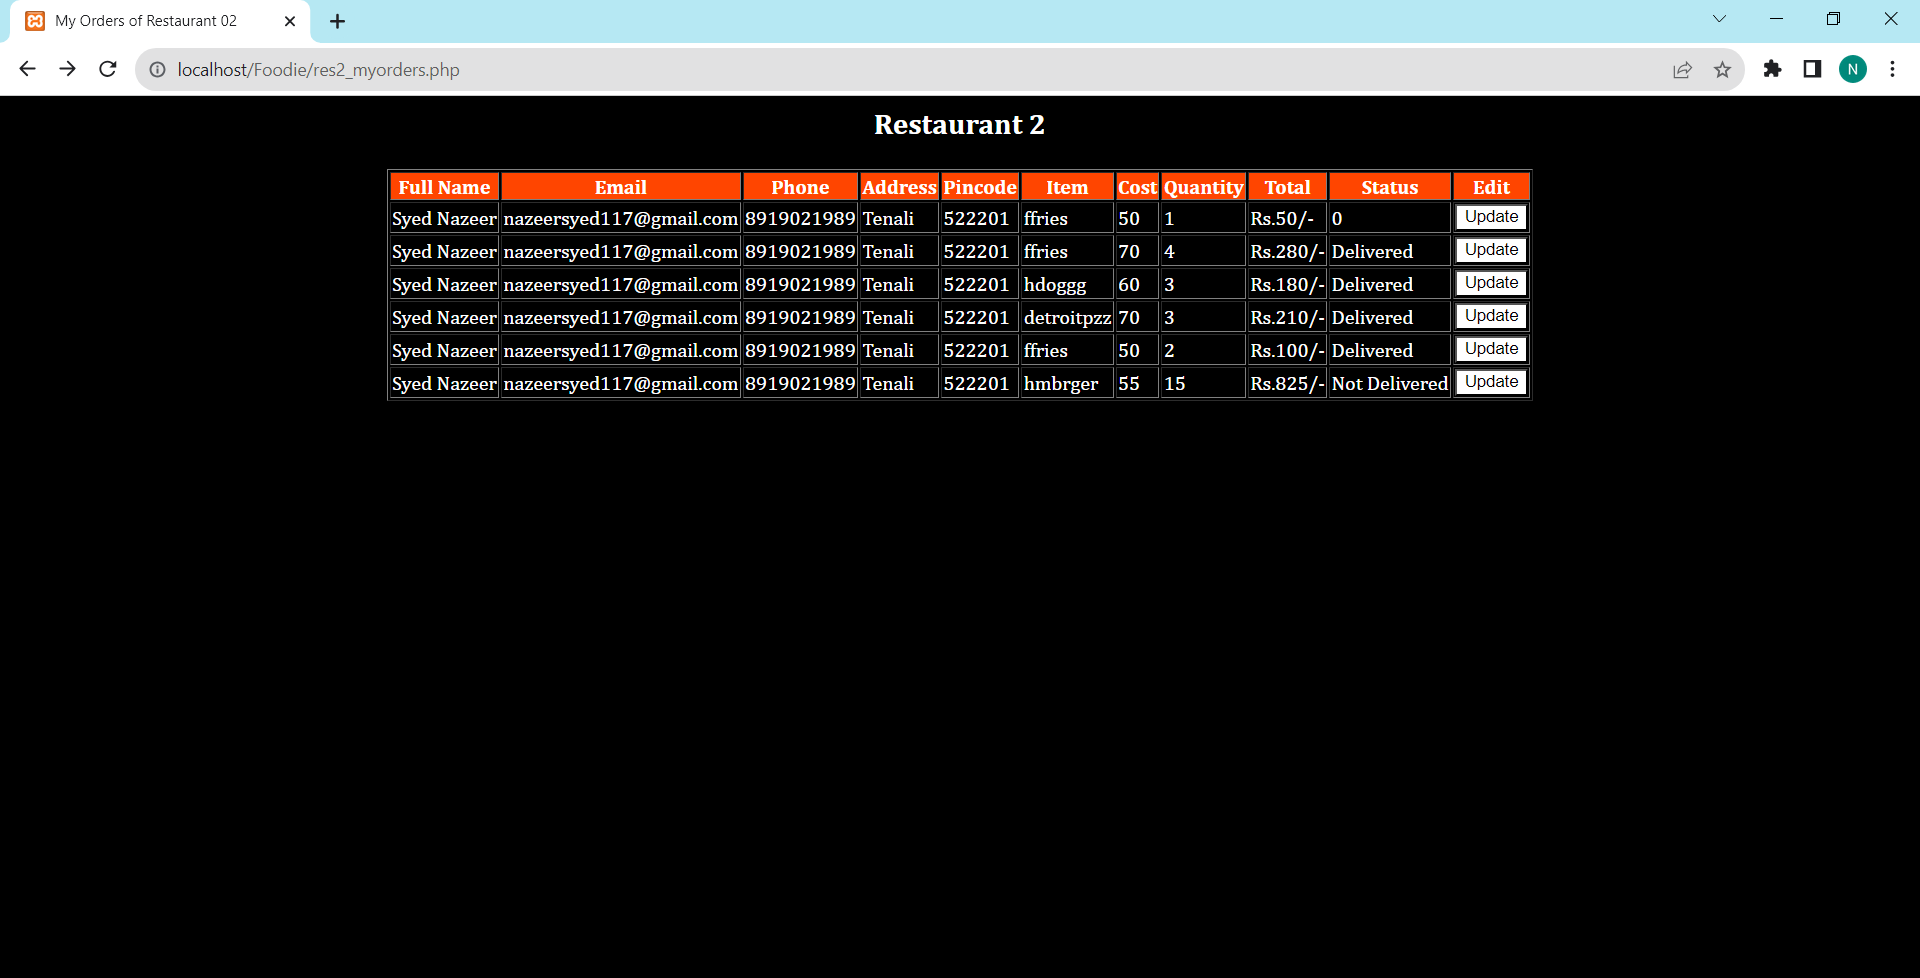 My Orders of Restaurant 02
localhost/Foodie/res2_myorders.php
N
Restaurant 2
Full Name Email Phone Address Pincode Item Cost Quantity Total Status Edit
Syed Nazeer nazeersyed117@gmail.com 8919021989 Tenali 522201 ffries 50 1 Rs.50/- 0 Update
Syed Nazeer nazeersyed117@gmail.com 8919021989 Tenali 522201 ffries 70 4 Rs.280/- Delivered Update
Syed Nazeer nazeersyed117@gmail.com 8919021989 Tenali 522201 hdoggg 60 3 Rs.180/- Delivered Update
Syed Nazeer nazeersyed117@gmail.com 8919021989 Tenali 522201 detroitpzz 70 3 Rs.210/- Delivered Update
Syed Nazeer nazeersyed117@gmail.com 8919021989 Tenali 522201 ffries 50 2 Rs.100/- Delivered Update
Syed Nazeer nazeersyed117@gmail.com 8919021989 Tenali 522201 hmbrger 55 15 Rs.825/- Not Delivered Update